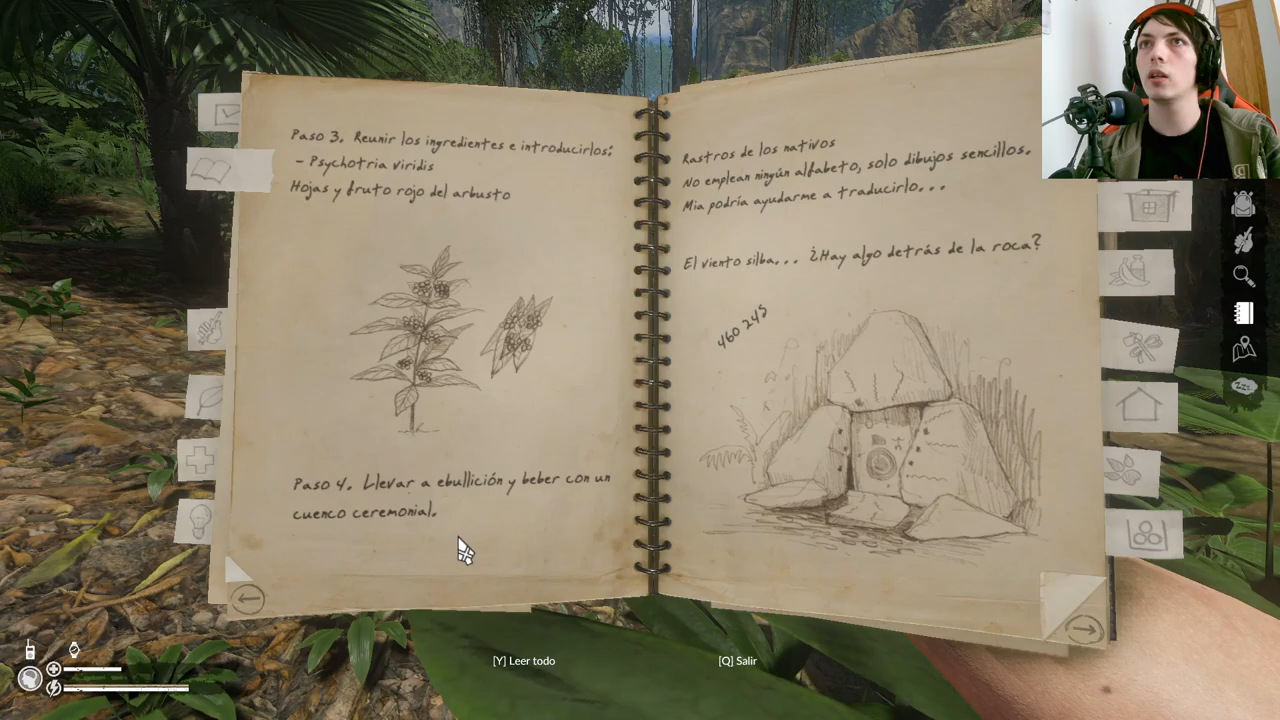 Paso 3. Reunir los ingredientes e introducirlos:
- Psychotria viridis
Hojas y fruto rojo del arbusto
Paso 4. Llevar a ebullición y beber con un
cuenco ceremonial.
Rastros de los nativos
No emplean ningún alfabeto, solo dibujos sencillos.
Mia podría ayudarme a traducirlo...
El viento silba... ¿Hay algo detrás de la roca?
46O 24S
[Y] Leer todo
[Q] Salir